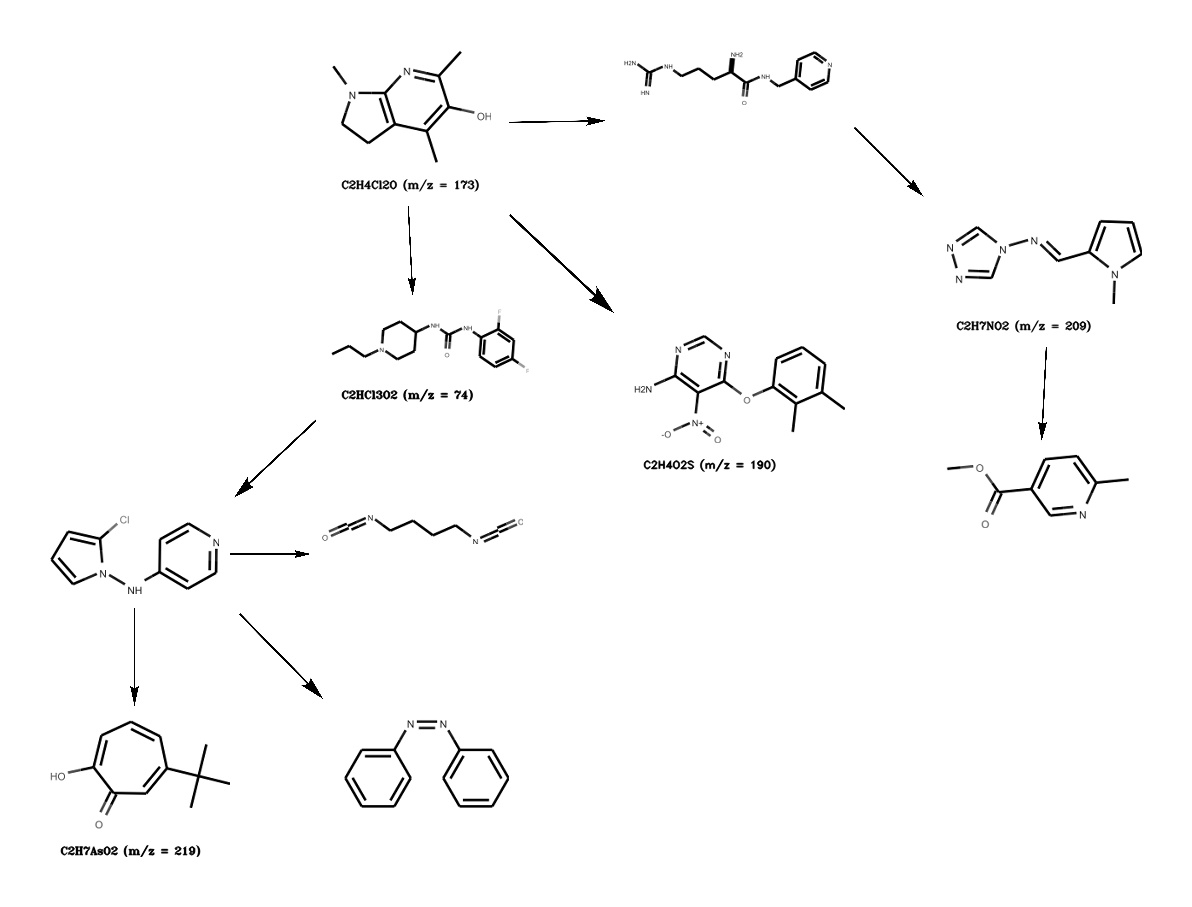 N
N
OH
C2H4Cl2O (m/z = 173)
H2N
NH
HN
NH2
O
NH
N
N
N
N
N
N
C2H7NO2 (m/z = 209)
N
NH
O
NH
F
F
C2HCl3O2 (m/z = 74)
N
N
H2N
O
N+
-O
O
C2H4O2S (m/z = 190)
O
O
N
Cl
N
NH
N
O
N
N
O
HO
O
C2H7AsO2 (m/z = 219)
N
N